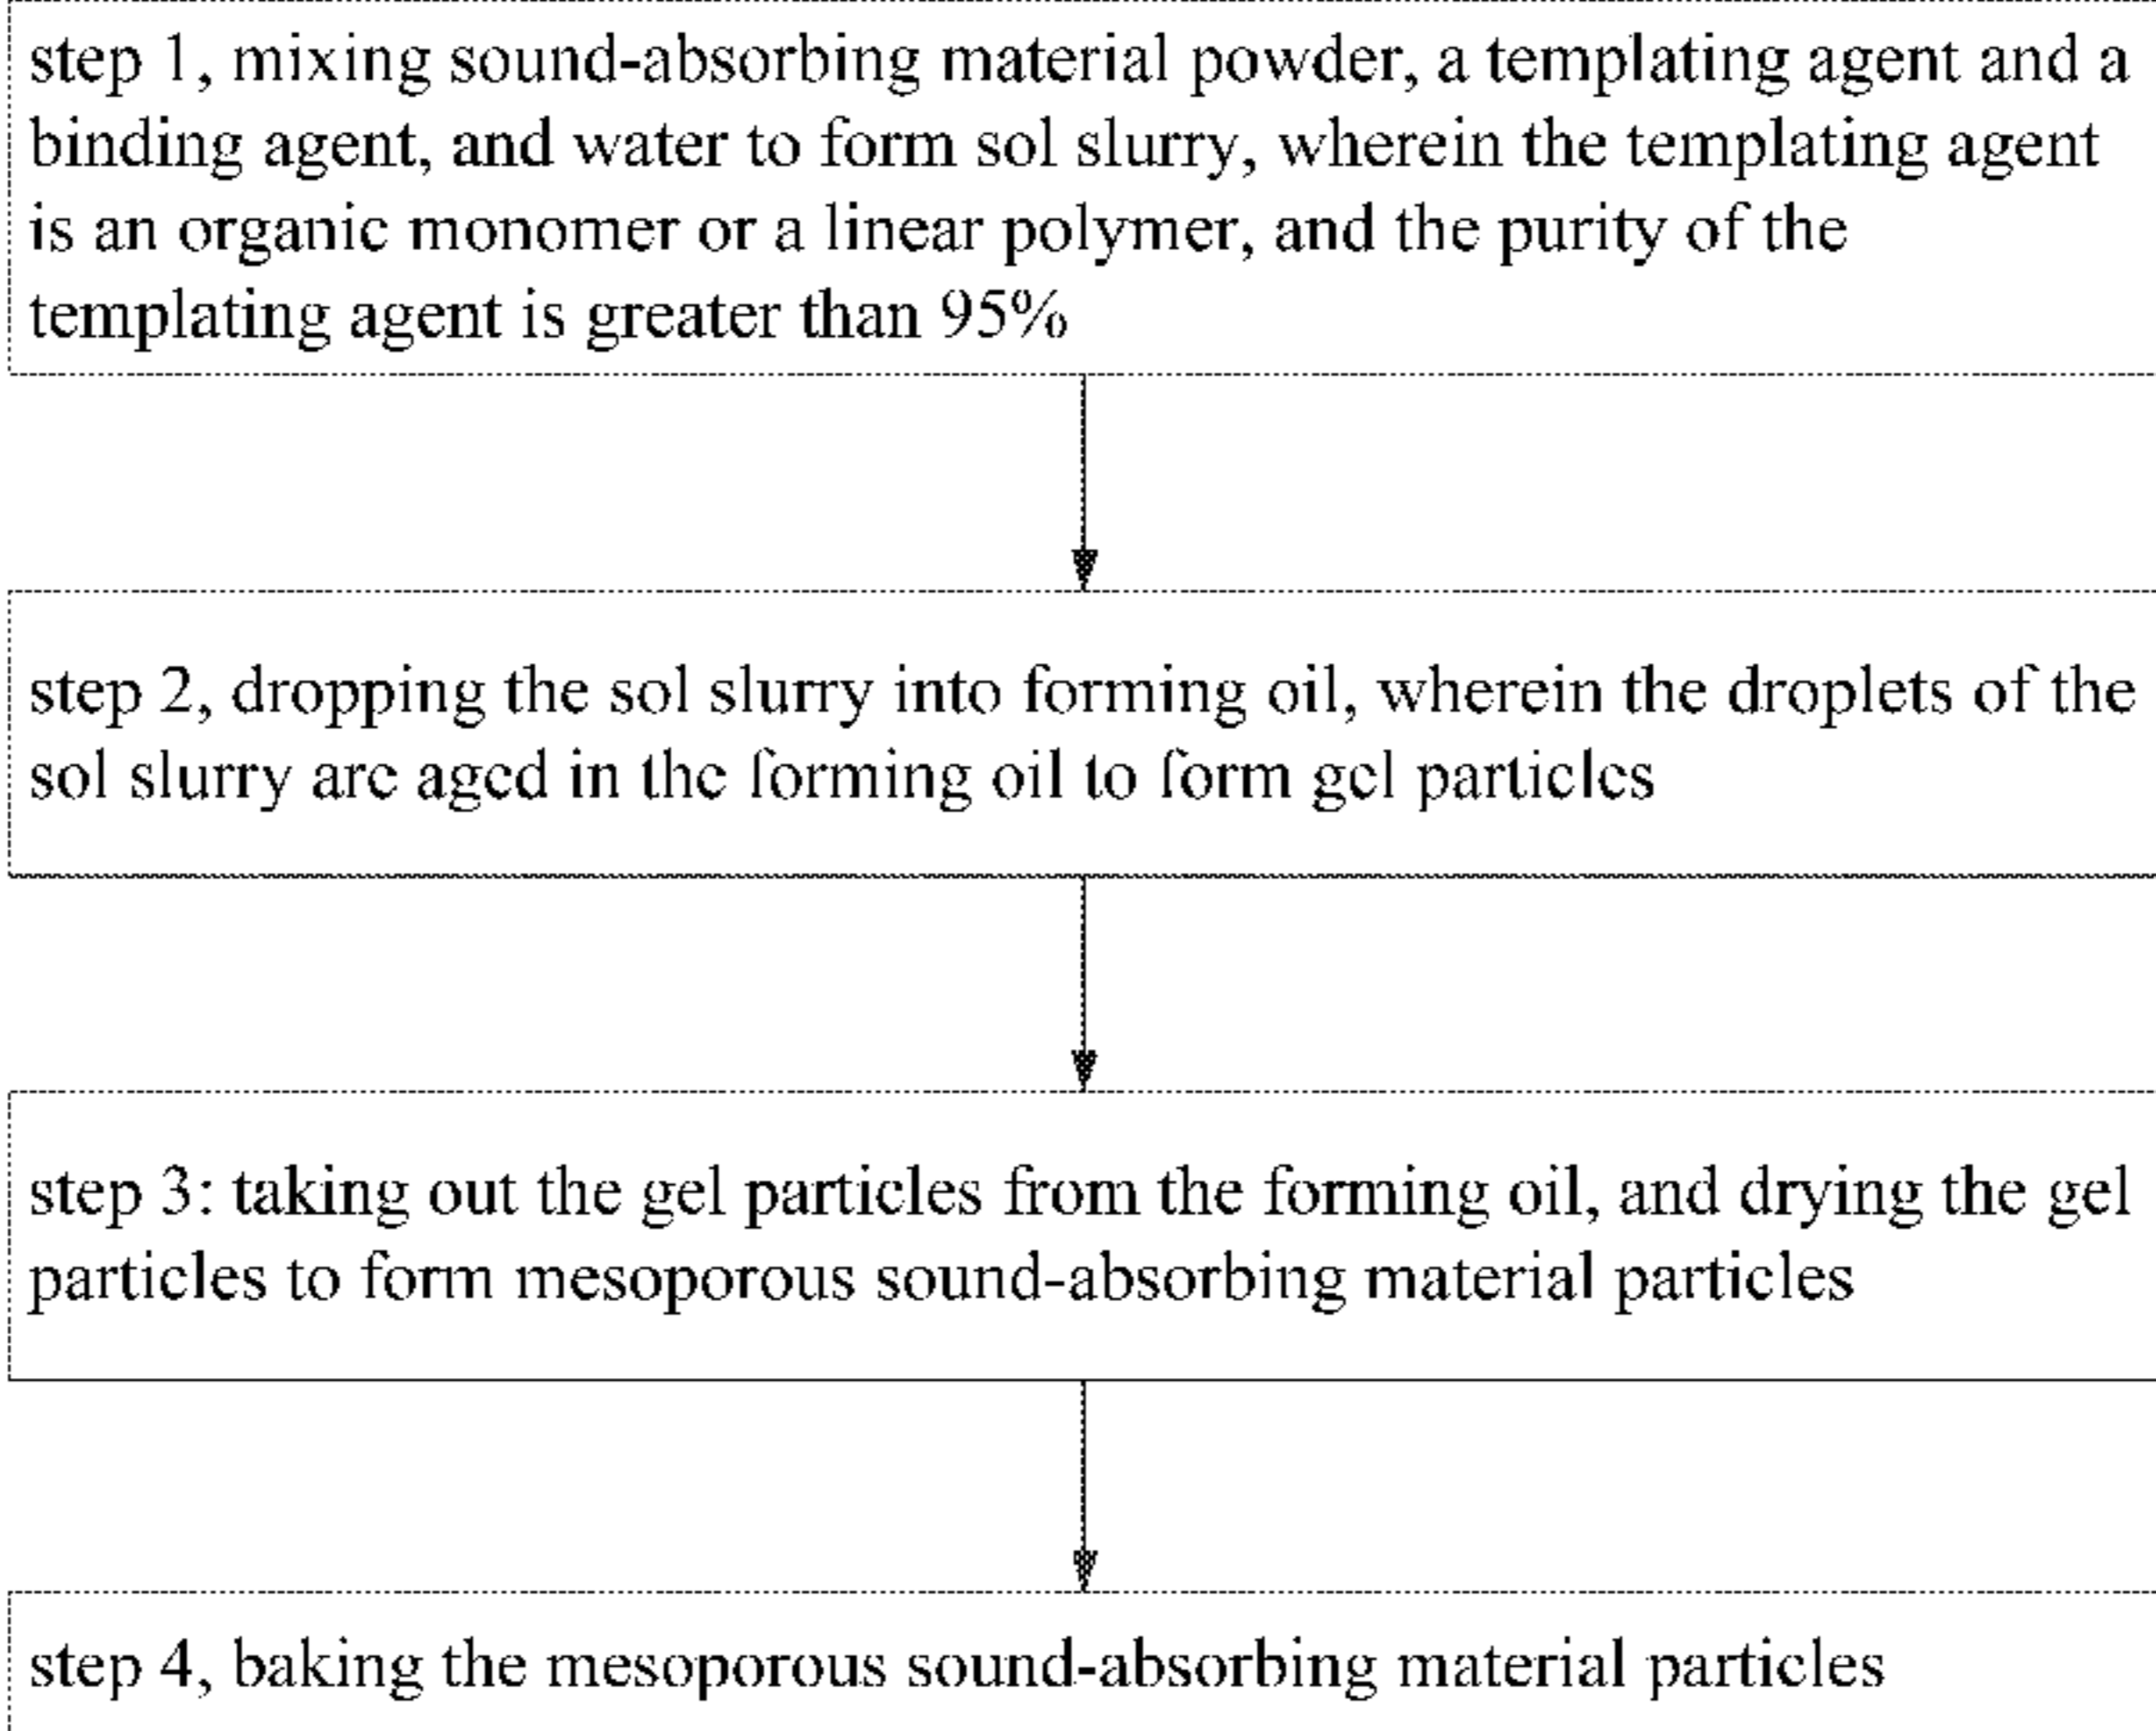 step 1, mixing sound-absorbing material powder, a templating agent and a
binding agent, and water to form sol slurry, wherein the templating agent
is an organic monomer or a linear polymer, and the purity of the
templating agent is greater than 95%
step 2, dropping the sol slurry into forming oil, wherein the droplets of the
sol slurry are aged in the forming oil to form gel particles
step 3: taking out the gel particles from the forming oil, and drying the gel
particles to form mesoporous sound-absorbing material particles
step 4, baking the mesoporous sound-absorbing material particles